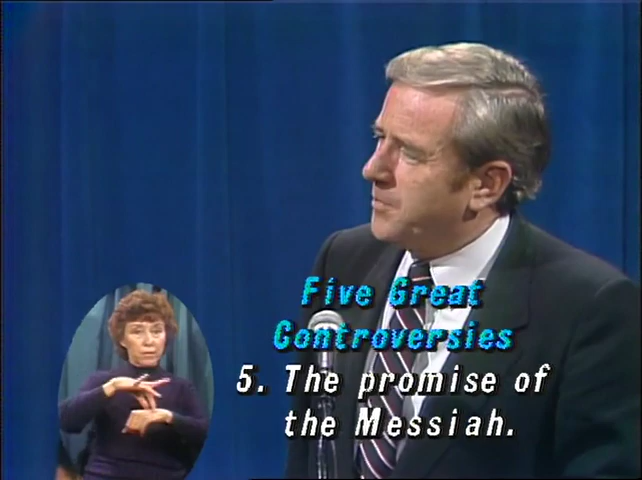 Five Great
Controversies
5. The promise of
the Messiah.